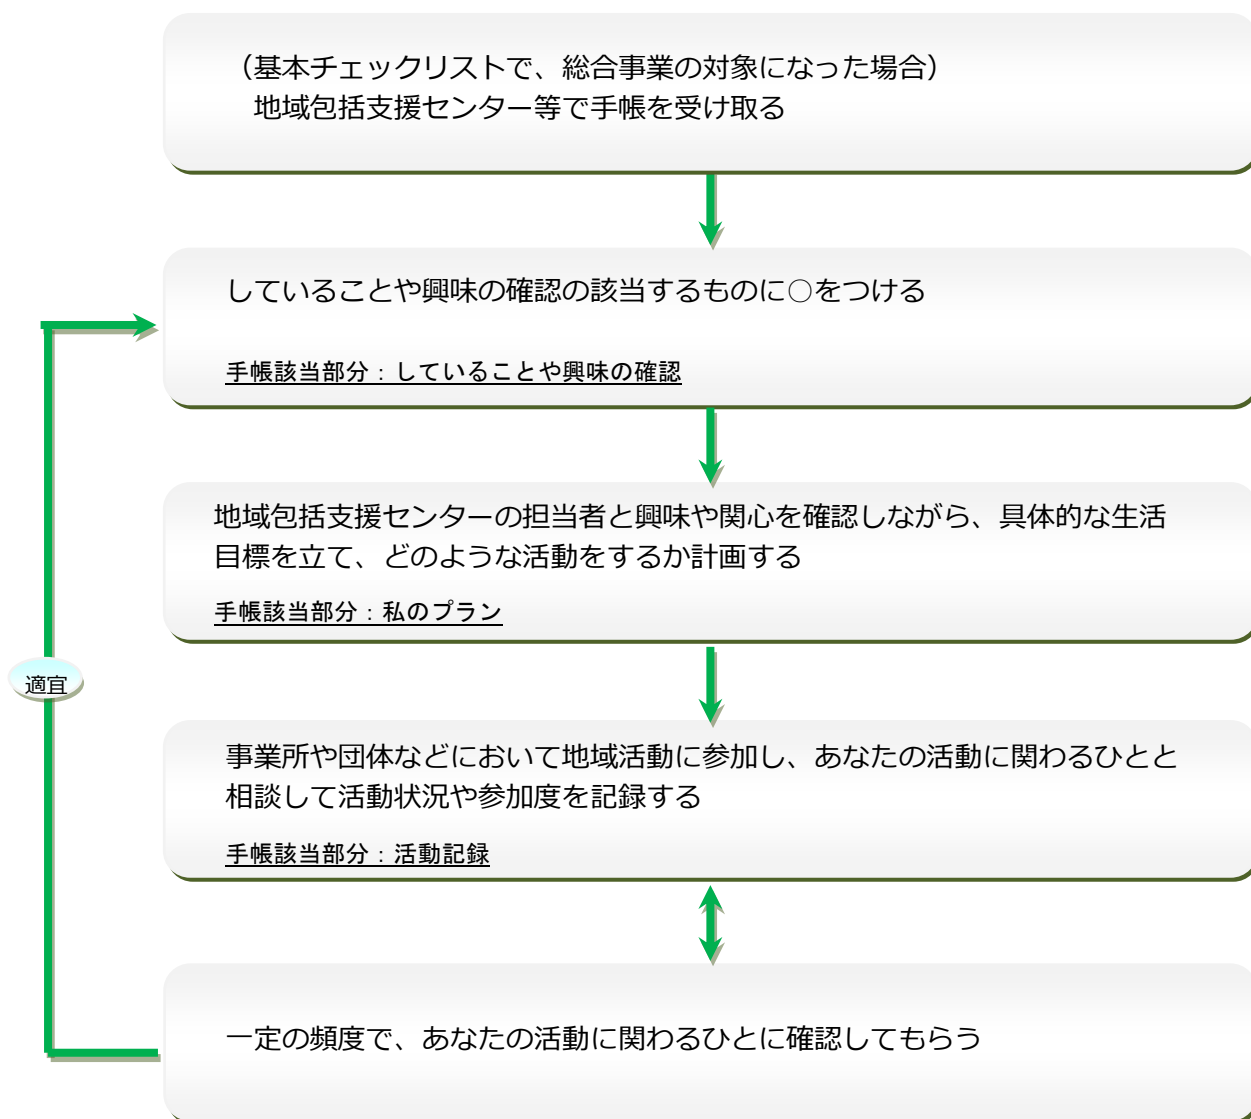 （基本チェックリストで、総合事業の対象になった場合）
地域包括支援センター等で手帳を受け取る
していることや興味の確認の該当するものに○をつける
手帳該当部分：していることや興味の確認
地域包括支援センターの担当者と興味や関心を確認しながら、具体的な生活
目標を立て、どのような活動をするか計画する
手帳該当部分：私のプラン
適宜
事業所や団体などにおいて地域活動に参加し、あなたの活動に関わるひとと
相談して活動状況や参加度を記録する
手帳該当部分：活動記録
一定の頻度で、あなたの活動に関わるひとに確認してもらう